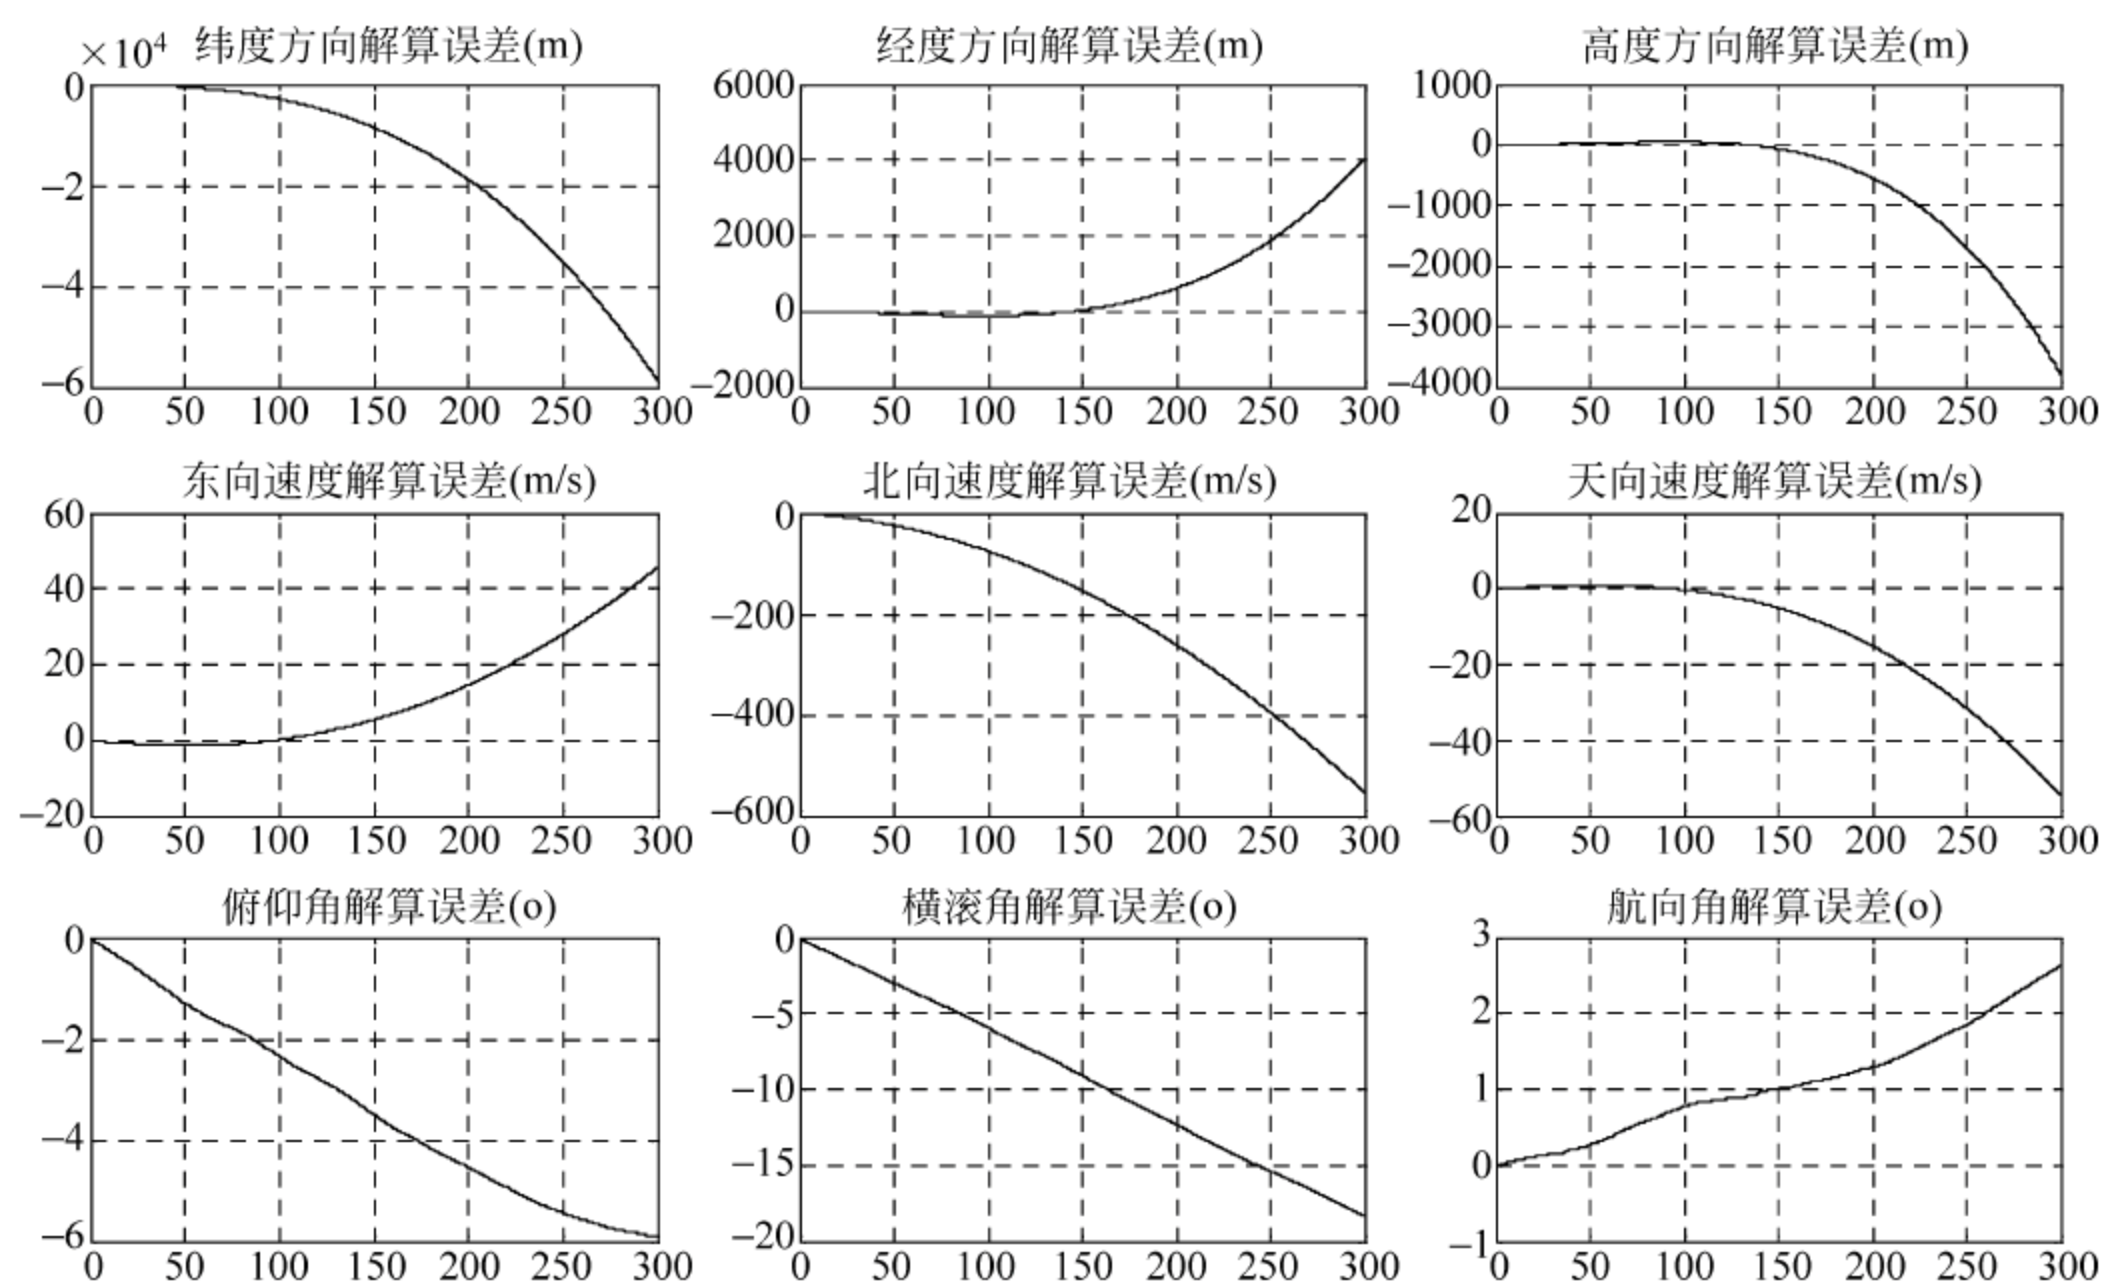 ×10⁴ 纬度方向解算误差(m)
0
−2
−4
−6
0 50 100 150 200 250 300
经度方向解算误差(m)
6000
4000
2000
0
−2000
0 50 100 150 200 250 300
高度方向解算误差(m)
1000
0
−1000
−2000
−3000
−4000
0 50 100 150 200 250 300
东向速度解算误差(m/s)
60
40
20
0
−20
0 50 100 150 200 250 300
北向速度解算误差(m/s)
0
−200
−400
−600
0 50 100 150 200 250 300
天向速度解算误差(m/s)
20
0
−20
−40
−60
0 50 100 150 200 250 300
俯仰角解算误差(o)
0
−2
−4
−6
0 50 100 150 200 250 300
横滚角解算误差(o)
0
−5
−10
−15
−20
0 50 100 150 200 250 300
航向角解算误差(o)
3
2
1
0
−1
0 50 100 150 200 250 300